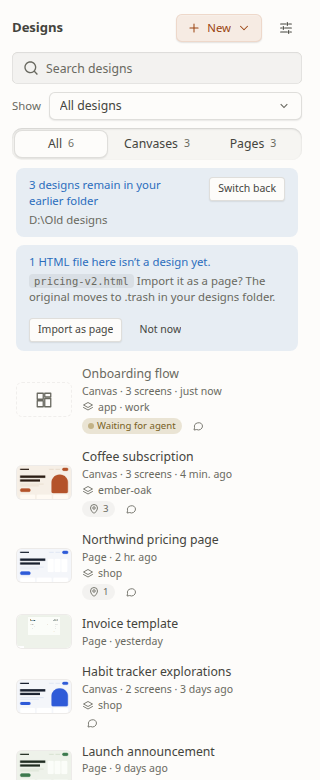 Designs
New
Search designs
Show
All designs
All 6
Canvases 3
Pages 3
3 designs remain in your
earlier folder
D:\Old designs
Switch back
1 HTML file here isn't a design yet.
pricing-v2.html Import it as a page? The
original moves to .trash in your designs folder.
Import as page
Not now
Onboarding flow
Canvas · 3 screens · just now
app · work
Waiting for agent
Coffee subscription
Canvas · 3 screens · 4 min. ago
ember-oak
3
Northwind pricing page
Page · 2 hr. ago
shop
1
Invoice template
Page · yesterday
Habit tracker explorations
Canvas · 2 screens · 3 days ago
shop
Launch announcement
Page · 9 days ago